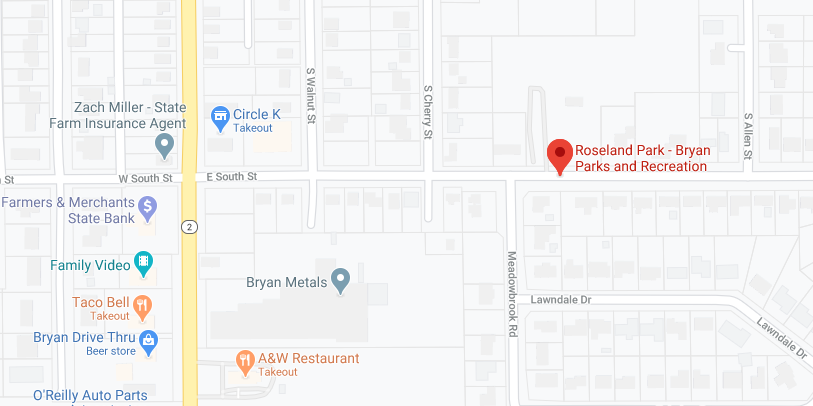 Zach Miller - State
Farm Insurance Agent
Circle K
Takeout
S Walnut St
S Cherry St
S Allen St
Roseland Park - Bryan
Parks and Recreation
St
W South St
E South St
Farmers & Merchants
State Bank
2
Family Video
Bryan Metals
Meadowbrook Rd
Taco Bell
Takeout
Lawndale Dr
Lawndale Dr
Bryan Drive Thru
Beer store
A&W Restaurant
Takeout
O'Reilly Auto Parts